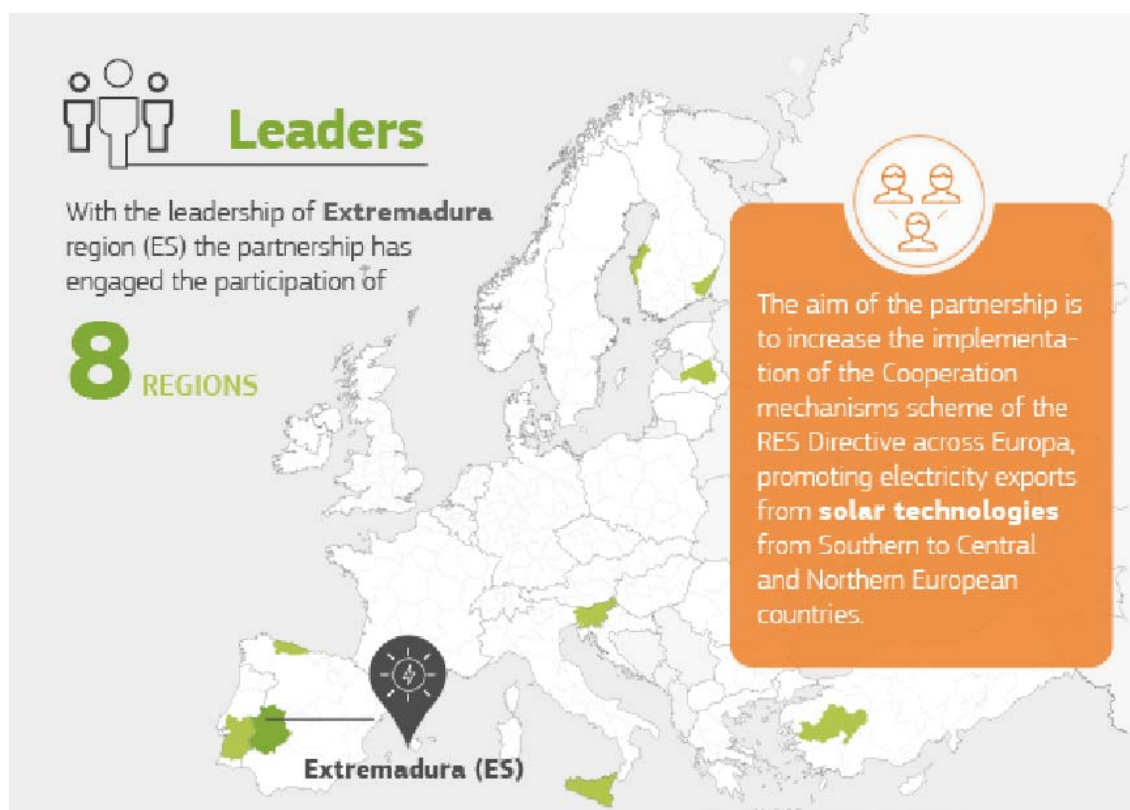 Leaders
With the leadership of Extremadura
region (ES) the partnership has
engaged the participation of
8 REGIONS
The aim of the partnership is
to increase the implementa-
tion of the Cooperation
mechanisms scheme of the
RES Directive across Europa,
promoting electricity exports
from solar technologies
from Southern to Central
and Northern European
countries.
Extremadura (ES)